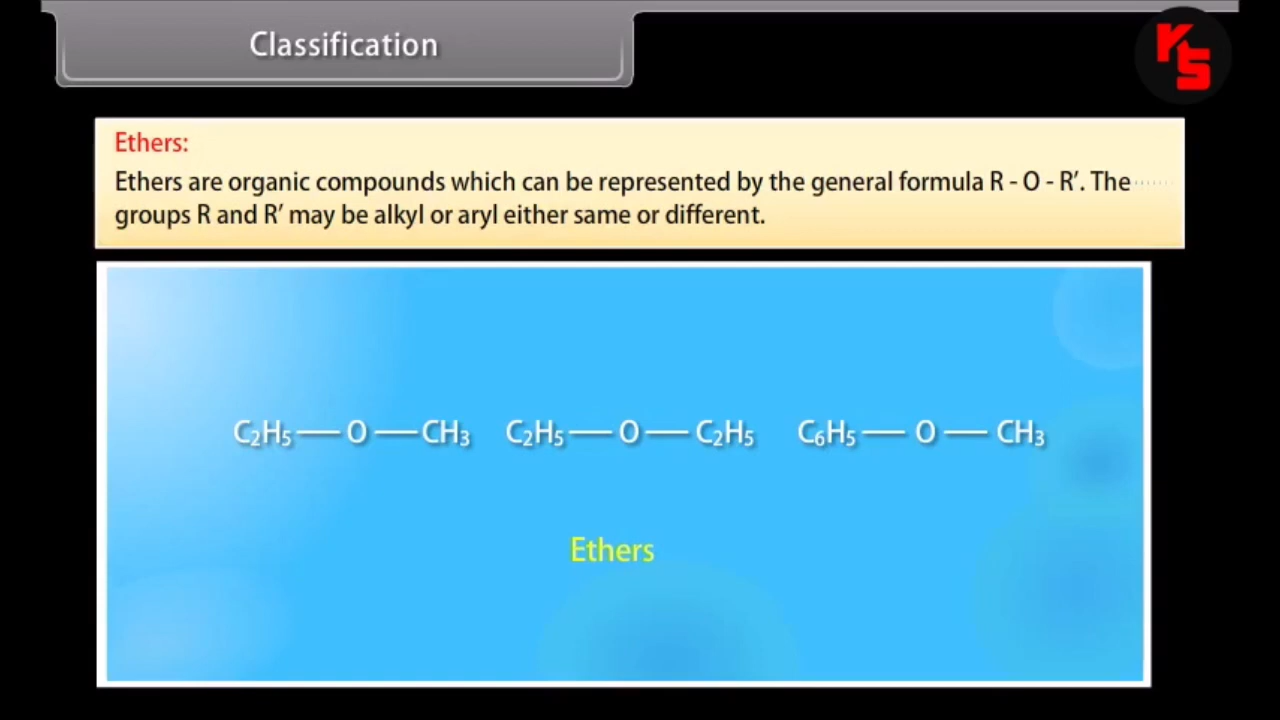 Classification
KS
Ethers:
Ethers are organic compounds which can be represented by the general formula R - O - R′. The
groups R and R′ may be alkyl or aryl either same or different.
C₂H₅ — O — CH₃ C₂H₅ — O — C₂H₅ C₆H₅ — O — CH₃
Ethers